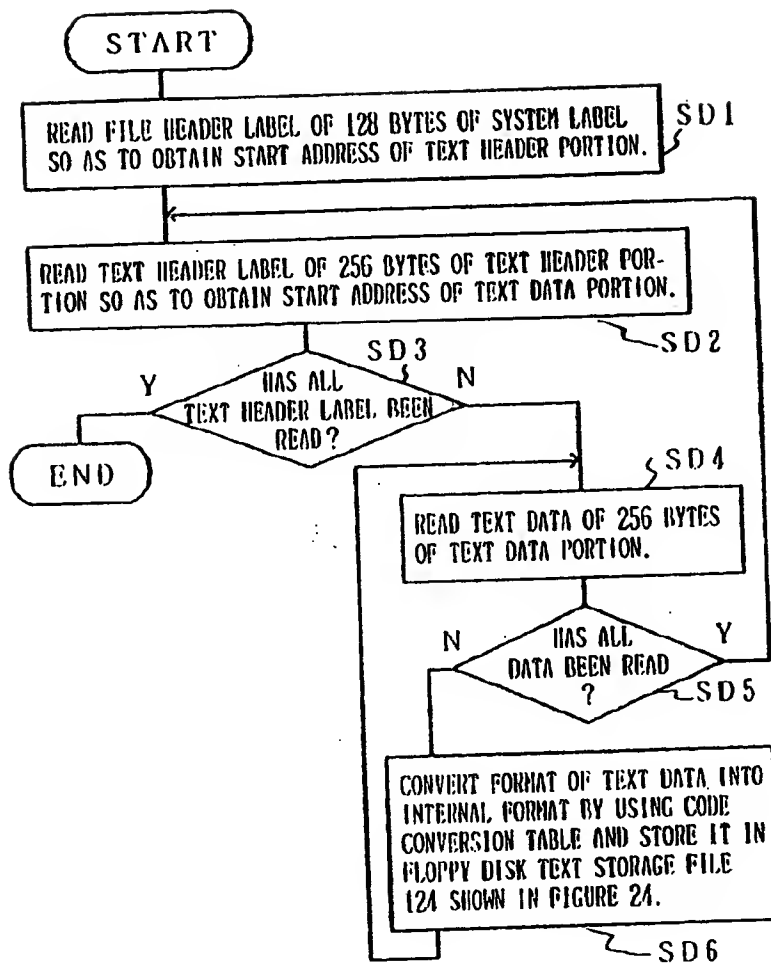 START
READ FILE HEADER LABEL OF 128 BYTES OF SYSTEM LABEL
SO AS TO OBTAIN START ADDRESS OF TEXT HEADER PORTION.
SD1
READ TEXT HEADER LABEL OF 256 BYTES OF TEXT HEADER POR-
TION SO AS TO OBTAIN START ADDRESS OF TEXT DATA PORTION.
SD2
SD3
Y
N
HAS ALL
TEXT HEADER LABEL BEEN
READ?
END
SD4
READ TEXT DATA OF 256 BYTES
OF TEXT DATA PORTION.
N
Y
HAS ALL
DATA BEEN READ
?
SD5
CONVERT FORMAT OF TEXT DATA INTO
INTERNAL FORMAT BY USING CODE
CONVERSION TABLE AND STORE IT IN
FLOPPY DISK TEXT STORAGE FILE
124 SHOWN IN FIGURE 24.
SD6